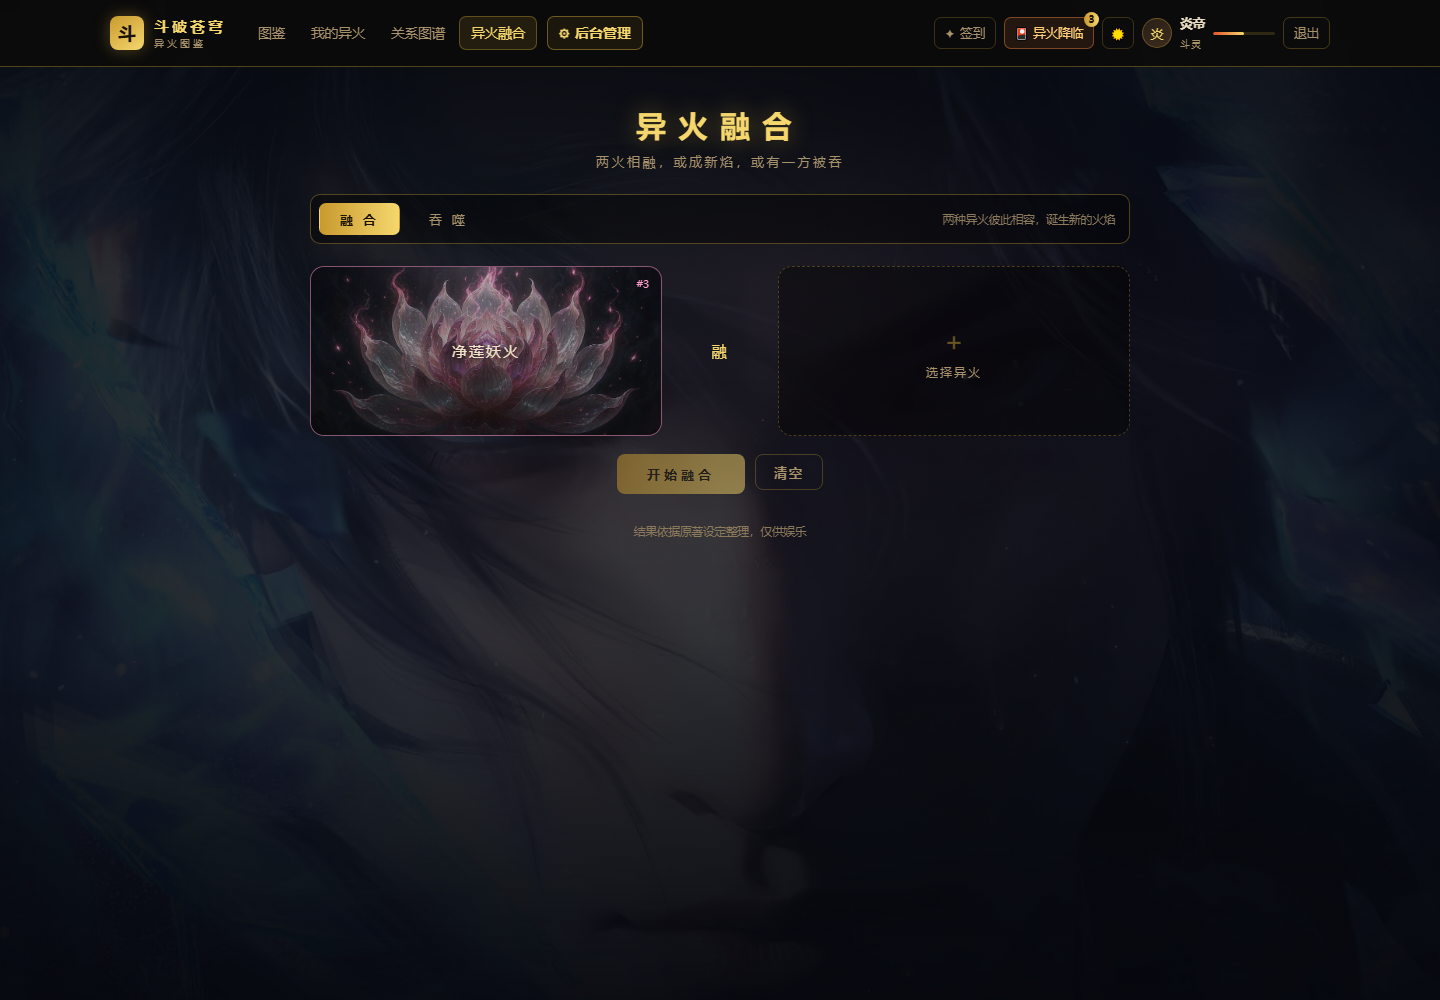 斗 斗破苍穹
异火图鉴
图鉴 我的异火 关系图谱 异火融合 后台管理
签到 异火降临 3 炎 炎帝
斗灵
退出
异火融合
两火相融，或成新焰，或有一方被吞
融 合 吞 噬 两种异火彼此相容，诞生新的火焰
#3
净莲妖火
融
+
选择异火
开始融合 清空
结果依据原著设定整理，仅供娱乐